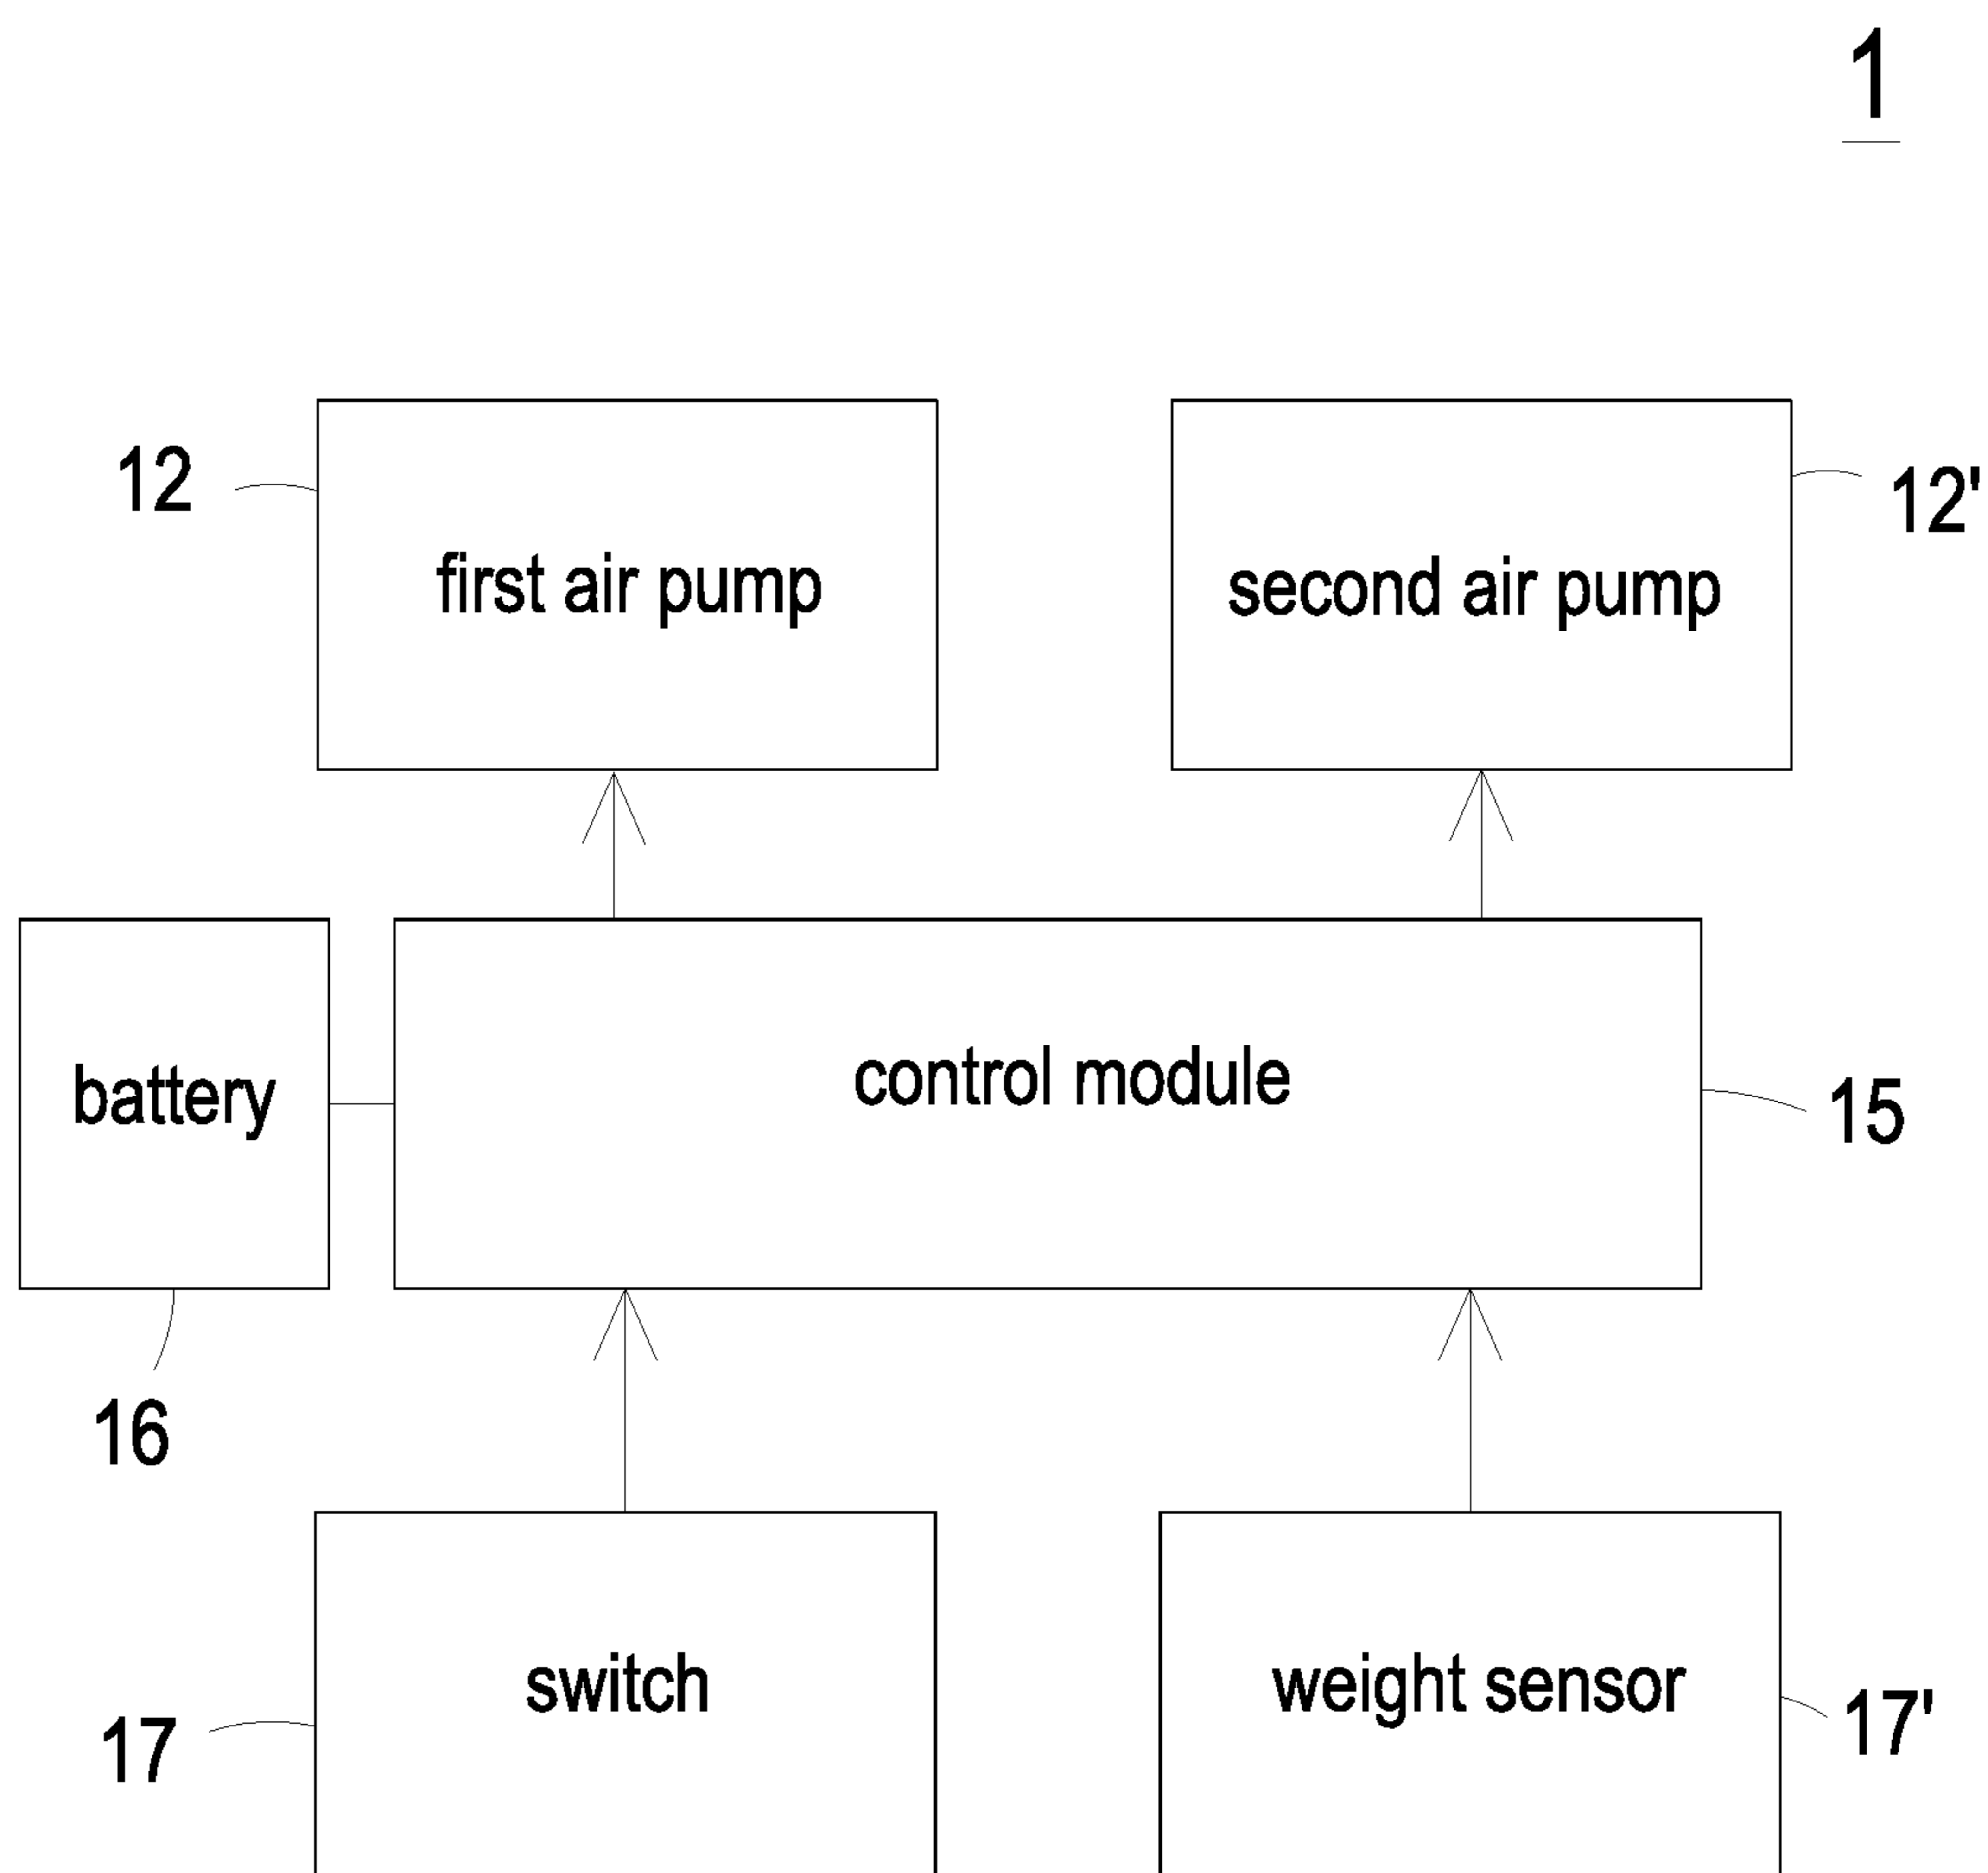 1
12
first air pump
second air pump
12'
battery
control module
15
16
switch
weight sensor
17
17'